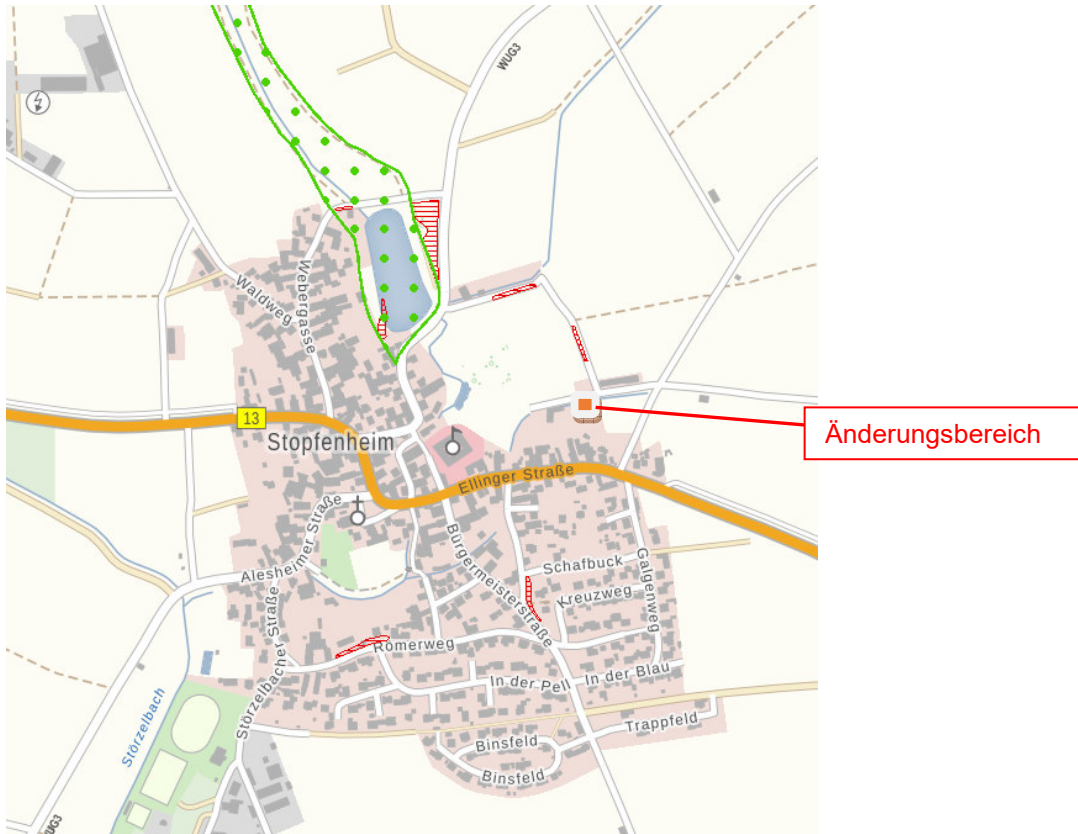 WUG3
Waldweg
Webergasse
13
Stopfenheim
Änderungsbereich
Ellinger Straße
Alesheimer Straße
Bürgermeisterstraße
Schafbuck
Kreuzweg
Galgenweg
Störzelbacher Straße
Römerweg
In der Pell
In der Blau
Störzelbach
Trappfeld
Binsfeld
Binsfeld
WUG3